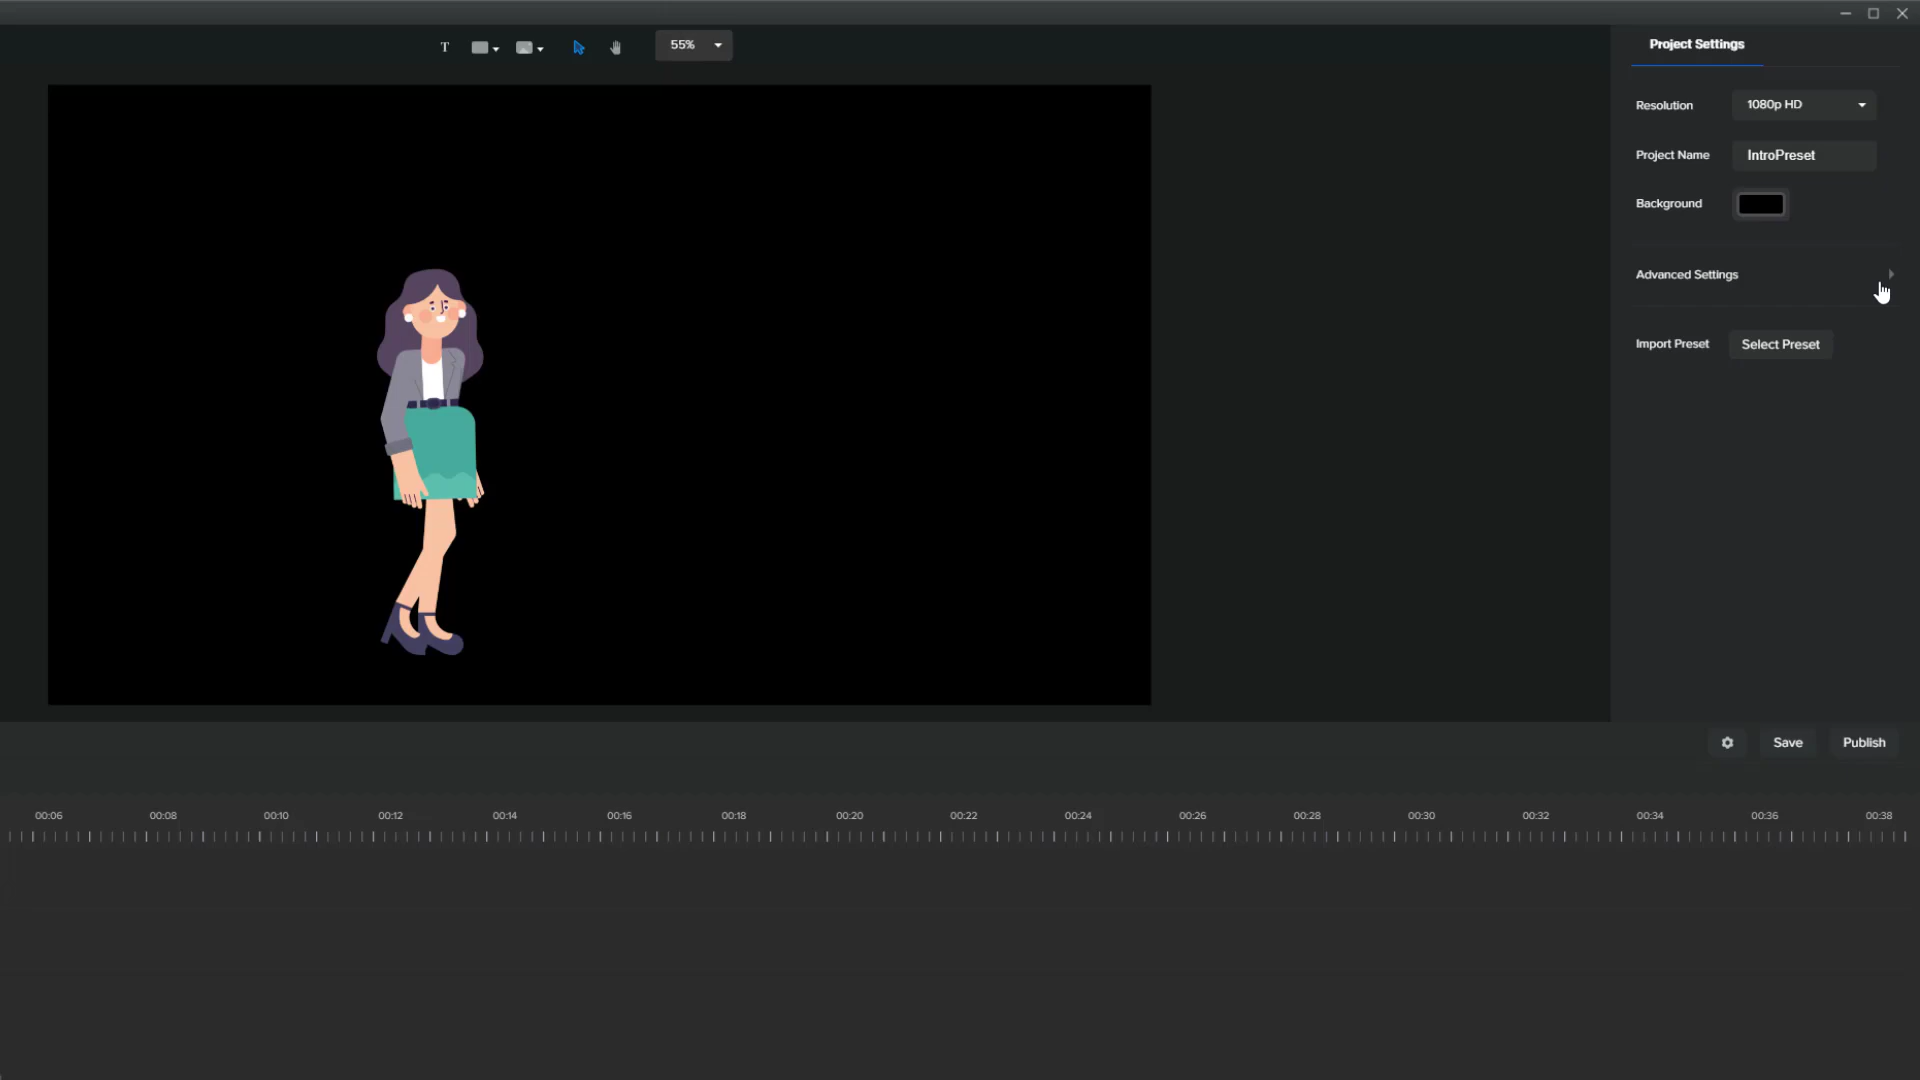 T
55%
Project Settings
Resolution
1080p HD
Project Name
IntroPreset
Background
Advanced Settings
Import Preset
Select Preset
Save
Publish
00:06 00:08 00:10 00:12 00:14 00:16 00:18 00:20 00:22 00:24 00:26 00:28 00:30 00:32 00:34 00:36 00:38